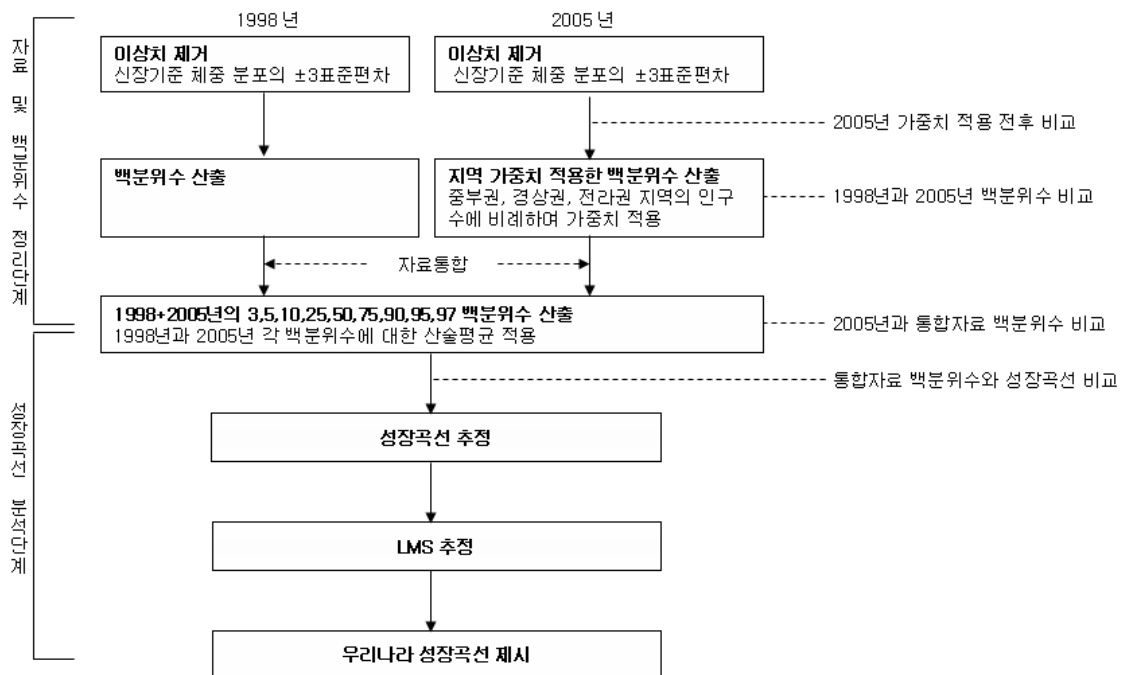 1998년
2005년
자료 및 백분위수 정리단계
이상치 제거
신장기준 체중 분포의 ±3표준편차
이상치 제거
신장기준 체중 분포의 ±3표준편차
2005년 가중치 적용 전후 비교
백분위수 산출
지역 가중치 적용한 백분위수 산출
중부권, 경상권, 전라권 지역의 인구
수에 비례하여 가중치 적용
1998년과 2005년 백분위수 비교
자료통합
1998+2005년의 3,5,10,25,50,75,90,95,97 백분위수 산출
1998년과 2005년 각 백분위수에 대한 산술평균 적용
2005년과 통합자료 백분위수 비교
통합자료 백분위수와 성장곡선 비교
성장곡선 분석단계
성장곡선 추정
LMS 추정
우리나라 성장곡선 제시